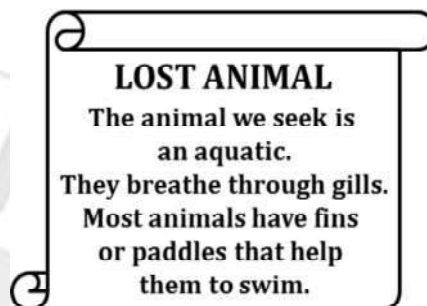 LOST ANIMAL
The animal we seek is
an aquatic.
They breathe through gills.
Most animals have fins
or paddles that help
them to swim.